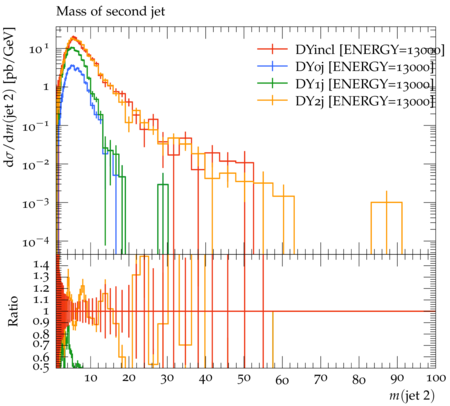 Mass of second jet
dσ/dm(jet 2) [pb/GeV]
10¹
1
10⁻¹
10⁻²
10⁻³
10⁻⁴
DYincl [ENERGY=13000]
DY0j [ENERGY=13000]
DY1j [ENERGY=13000]
DY2j [ENERGY=13000]
Ratio
1.4
1.3
1.2
1.1
1
0.9
0.8
0.7
0.6
0.5
10 20 30 40 50 60 70 80 90 100
m(jet 2)